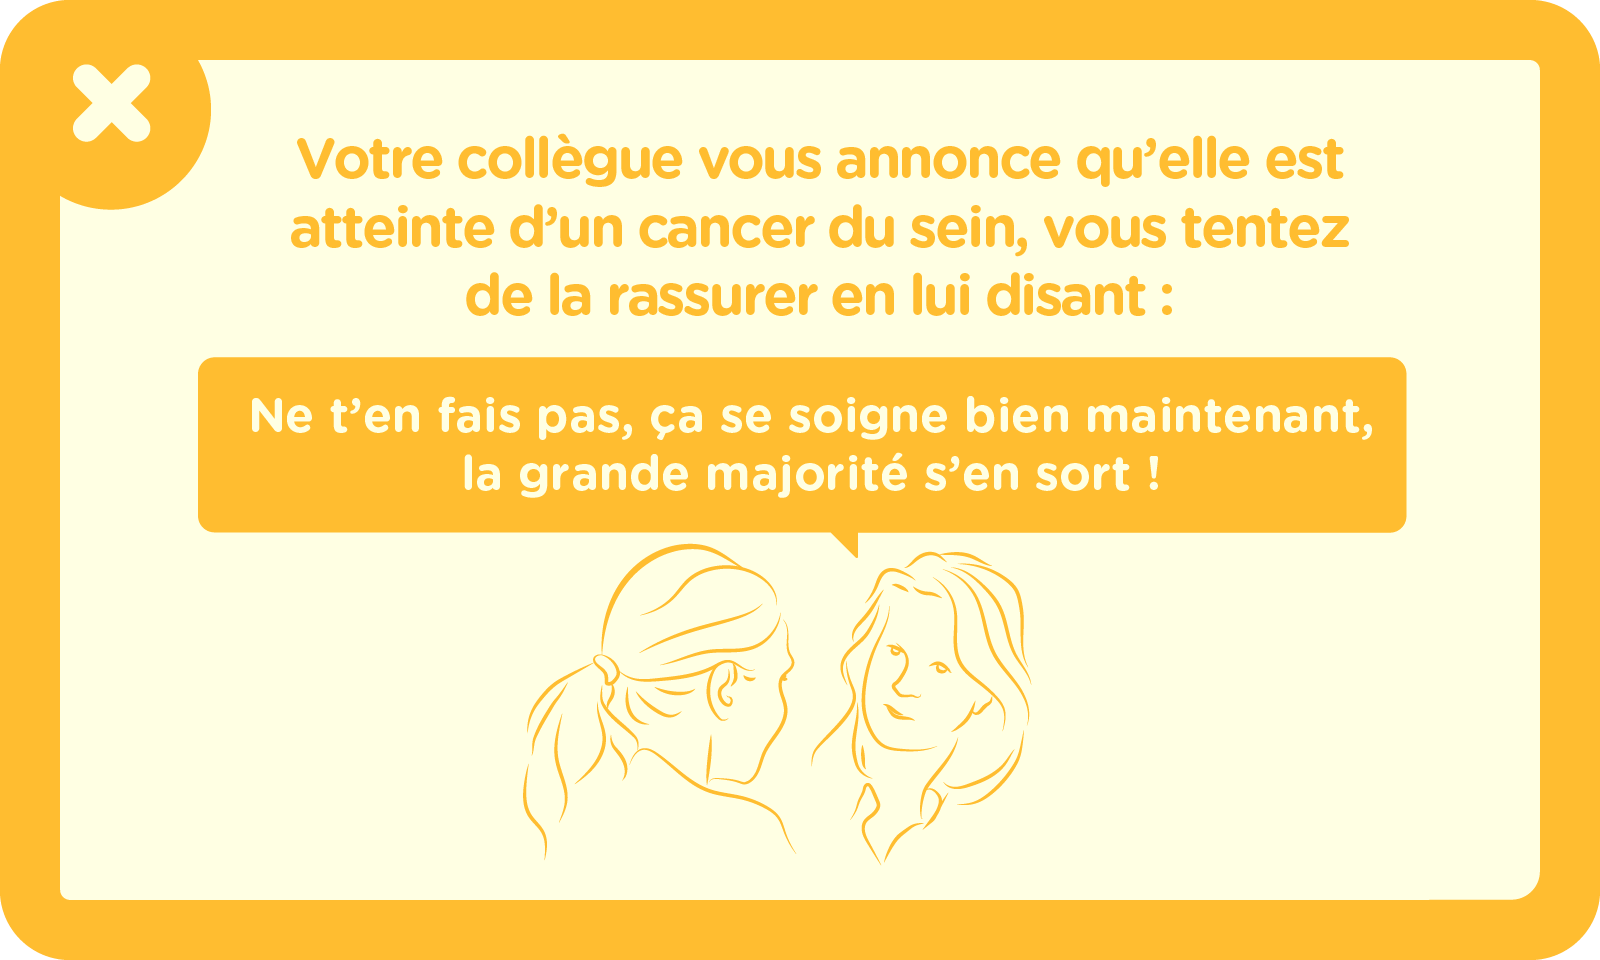 Votre collègue vous annonce qu’elle est
atteinte d’un cancer du sein, vous tentez
de la rassurer en lui disant :
Ne t’en fais pas, ça se soigne bien maintenant,
la grande majorité s’en sort !